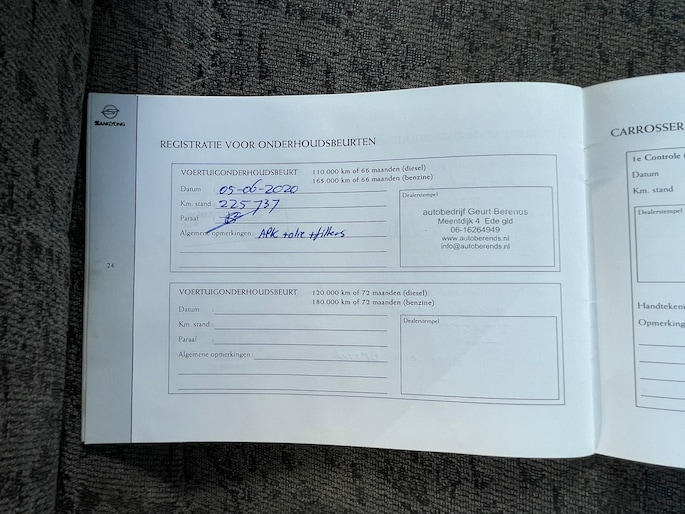 SSANGYONG
REGISTRATIE VOOR ONDERHOUDSBEURTEN
VOERTUIGONDERHOUDSBEURT 110.000 km of 66 maanden (diesel)
165.000 km of 66 maanden (benzine)
Datum 05-06-2020
Km. stand : 225 737
Paraaf
Algemene opmerkingen : APK + olie + filters
Dealerstempel
autobedrijf Geurt Berends
Meentdijk 4 Ede gld
06-16264949
www.autoberends.nl
info@autoberends.nl
24
VOERTUIGONDERHOUDSBEURT 120.000 km of 72 maanden (diesel)
180.000 km of 72 maanden (benzine)
Datum :
Km. stand :
Paraaf :
Algemene opmerkingen :
Dealerstempel
CARROSSER
1e Controle
Datum
Km. stand
Dealerstempel
Handtekeni
Opmerking